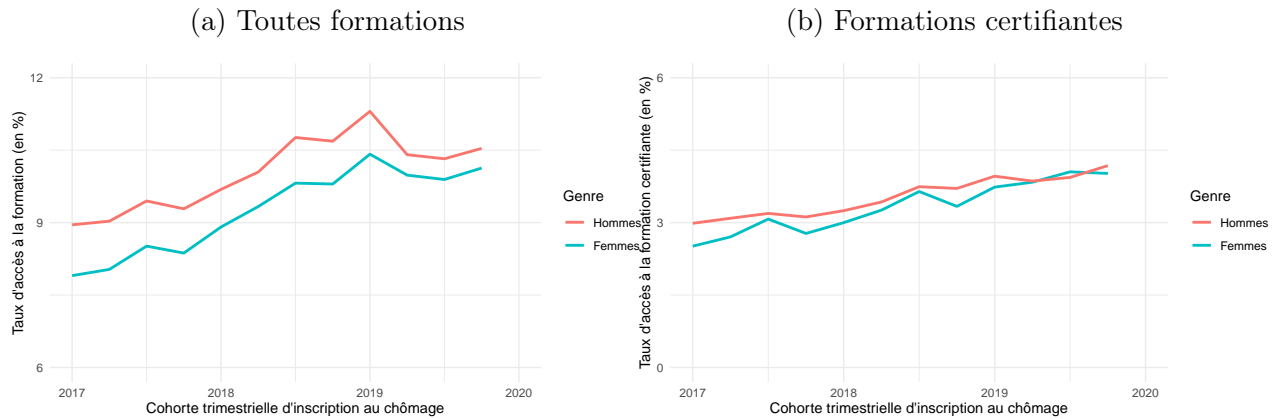 (a) Toutes formations
12
9
6
Taux d'accès à la formation (en %)
2017
2018
2019
2020
Cohorte trimestrielle d'inscription au chômage
Genre
Hommes
Femmes
(b) Formations certifiantes
6
3
0
Taux d'accès à la formation certifiante (en %)
2017
2018
2019
2020
Cohorte trimestrielle d'inscription au chômage
Genre
Hommes
Femmes